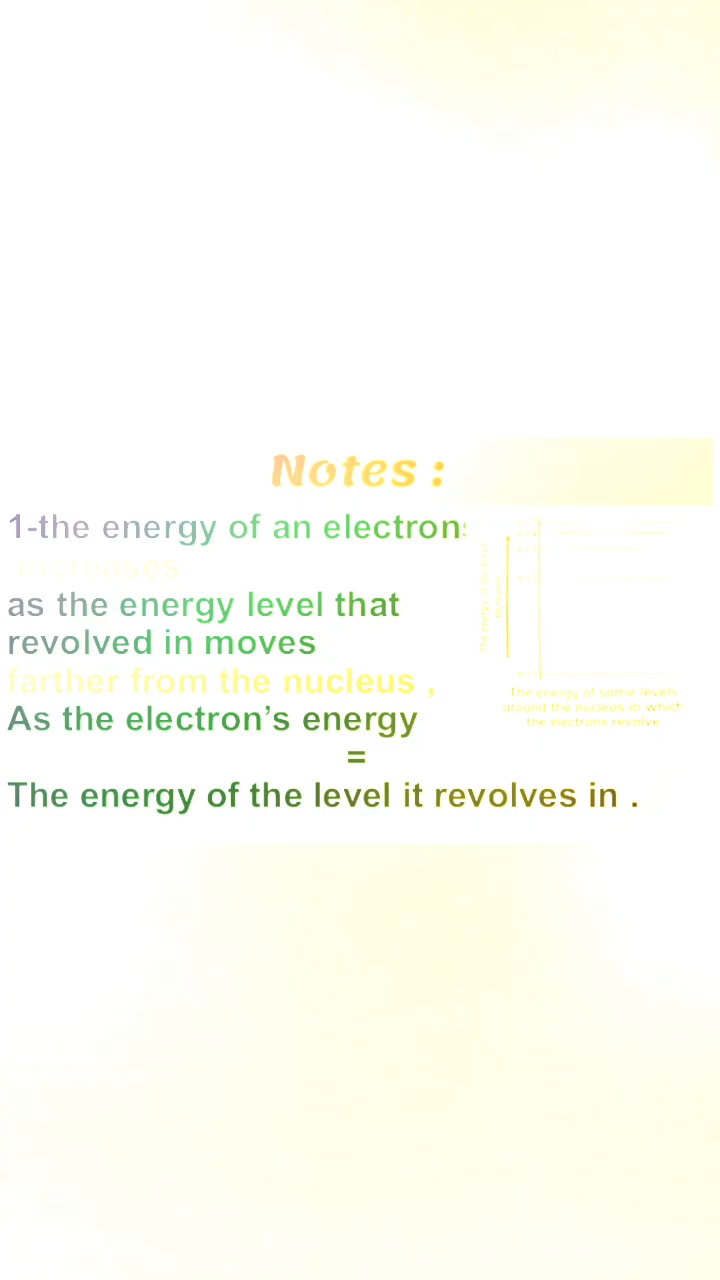 Notes :
1-the energy of an electrons
increases
as the energy level that
revolved in moves
farther from the nucleus ,
As the electron’s energy
=
The energy of the level it revolves in .
The energy of some levels
around the nucleus in which
the electrons revolve